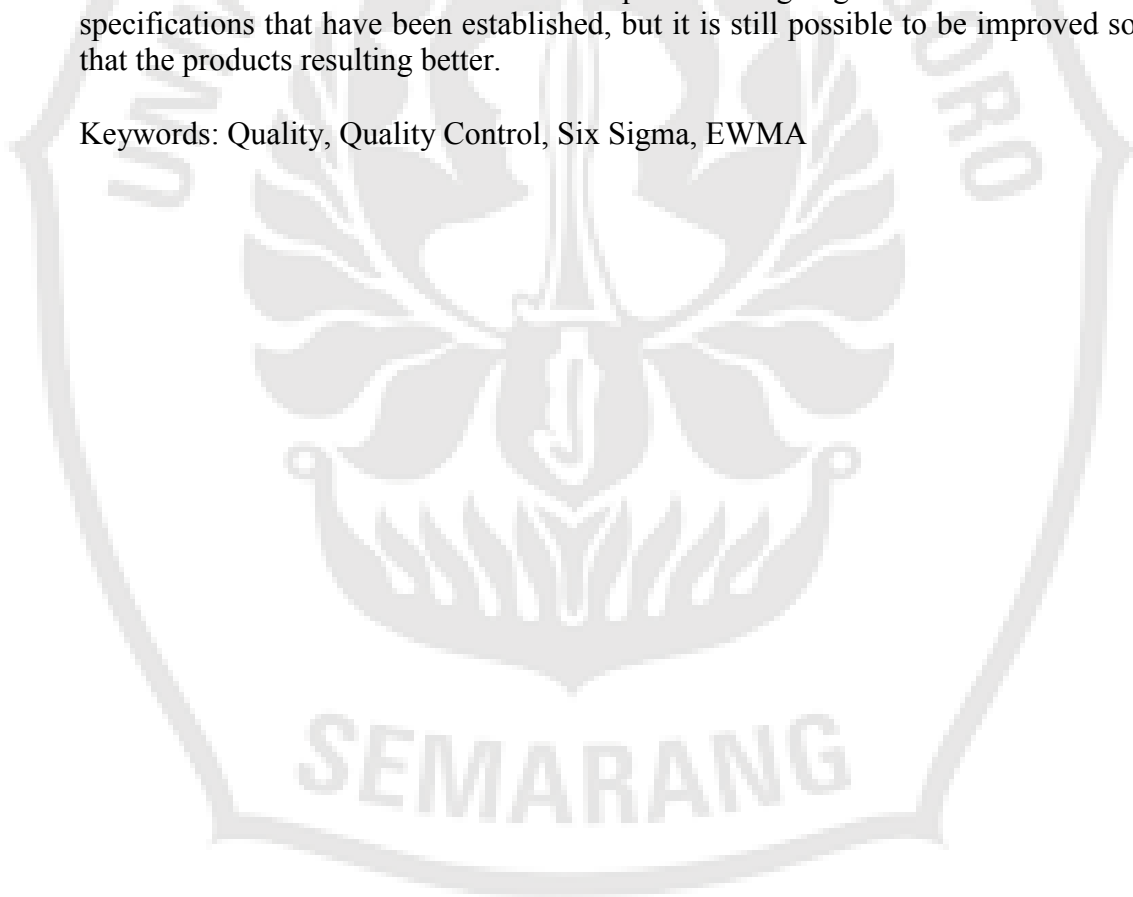 specifications that have been established, but it is still possible to be improved so
that the products resulting better.
Keywords: Quality, Quality Control, Six Sigma, EWMA
SEMARANG